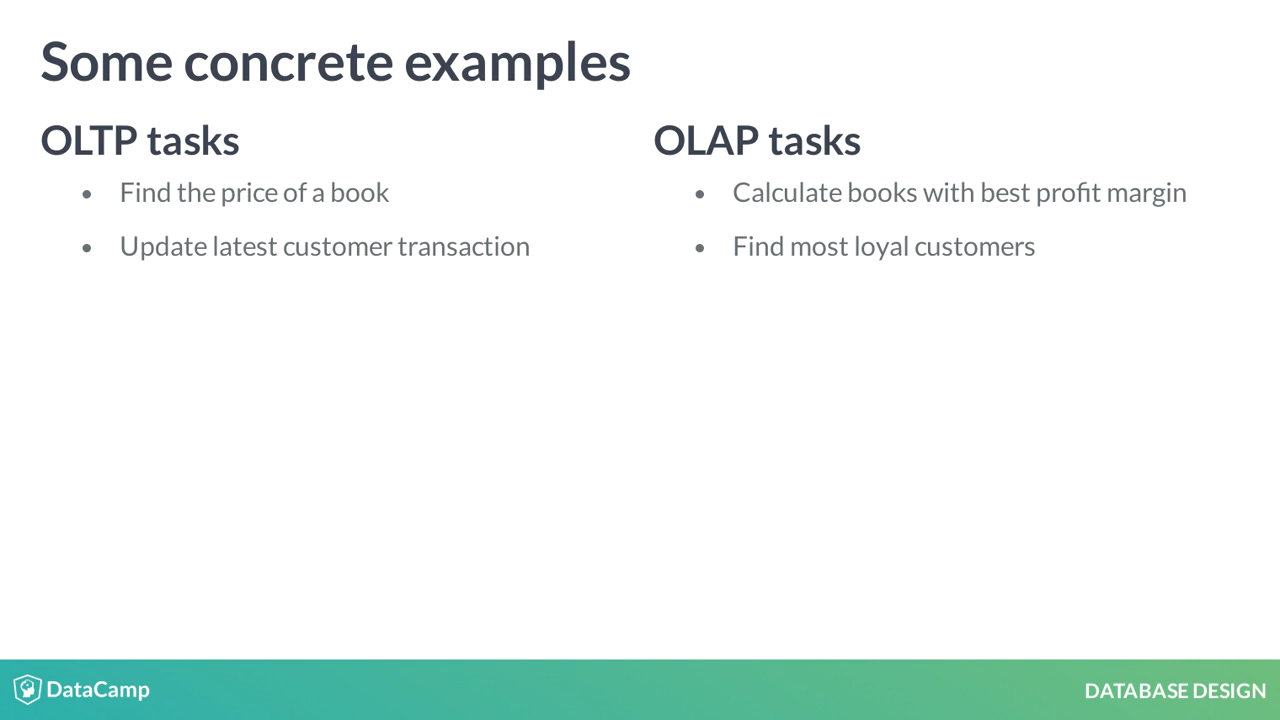 Some concrete examples
OLTP tasks
• Find the price of a book
• Update latest customer transaction
OLAP tasks
• Calculate books with best profit margin
• Find most loyal customers
DataCamp
DATABASE DESIGN